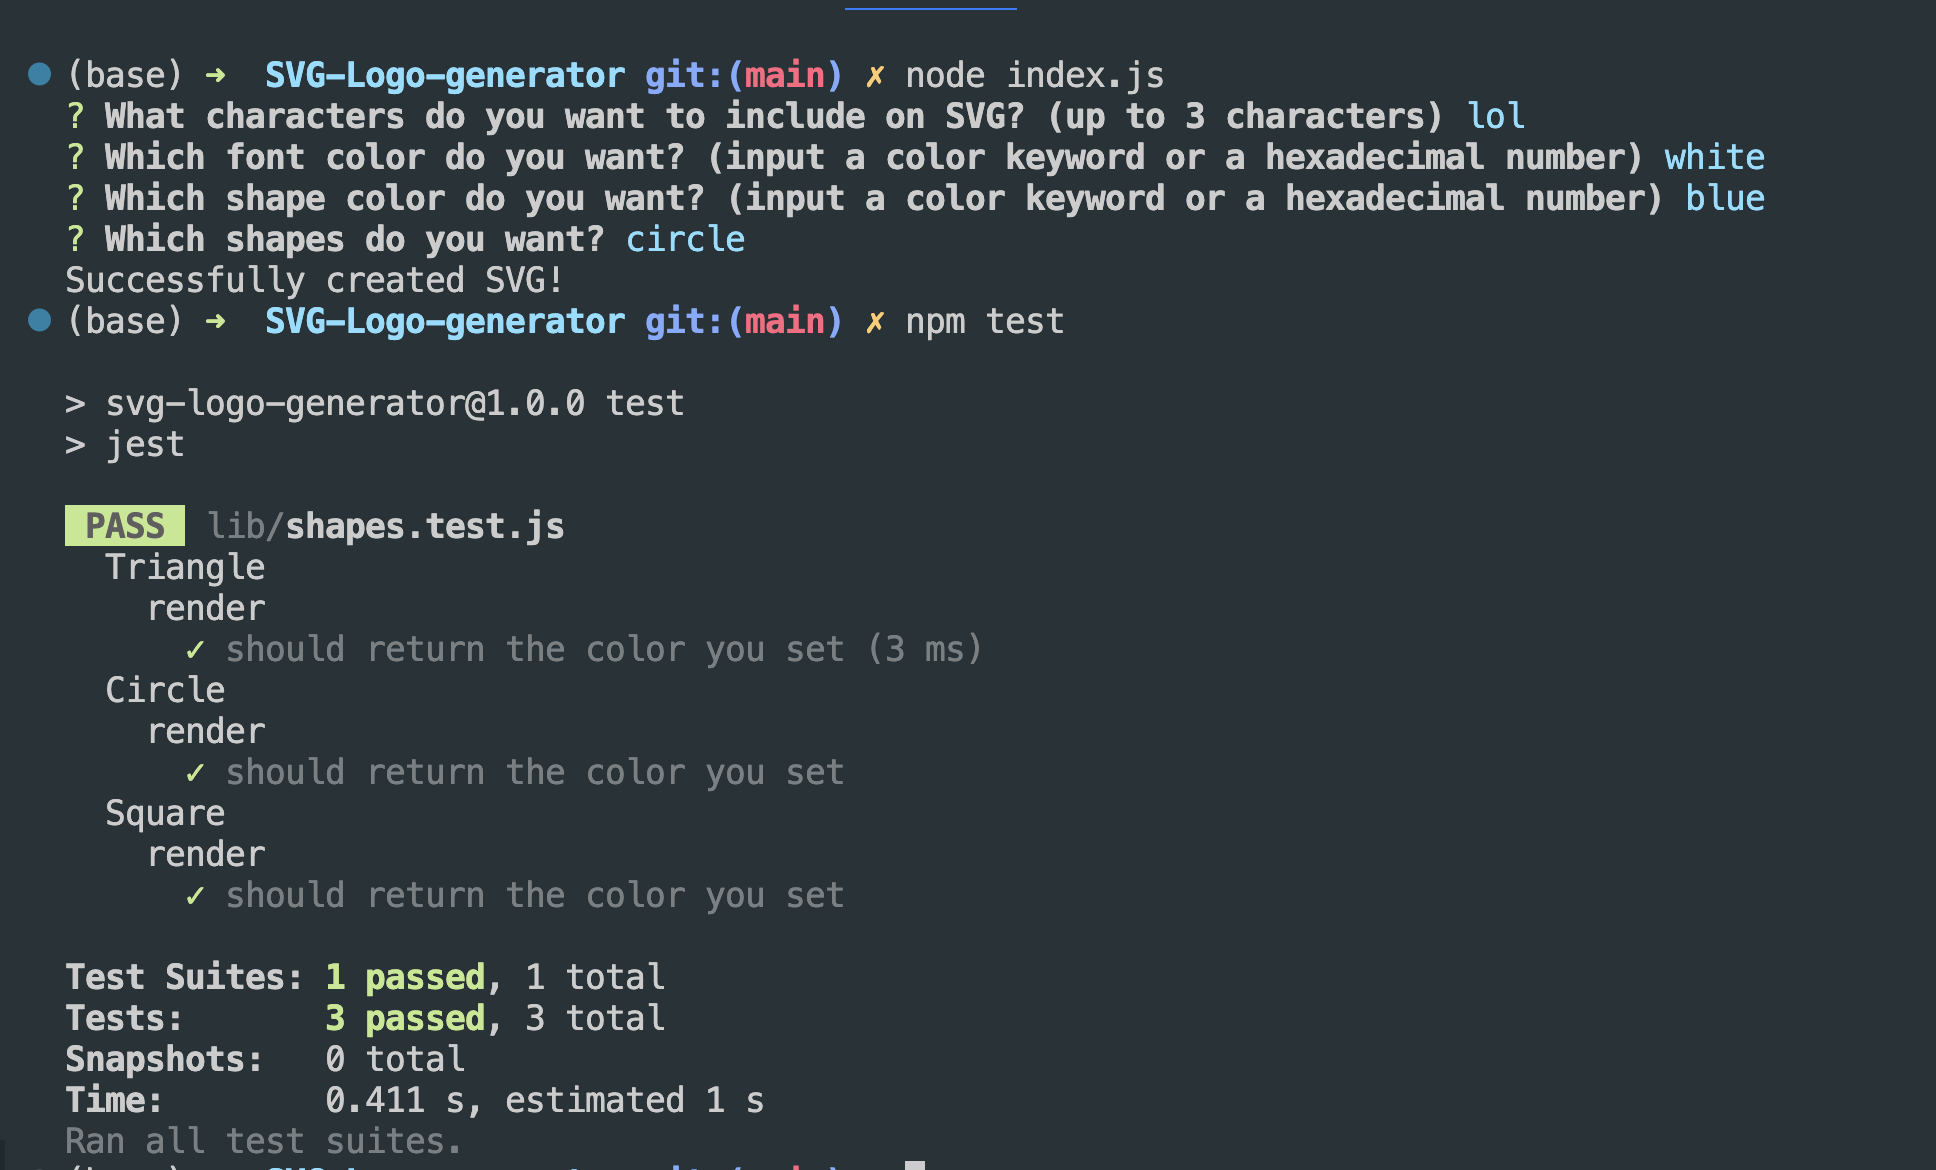 (base) ➜ SVG-Logo-generator git:(main) ✗ node index.js
? What characters do you want to include on SVG? (up to 3 characters) lol
? Which font color do you want? (input a color keyword or a hexadecimal number) white
? Which shape color do you want? (input a color keyword or a hexadecimal number) blue
? Which shapes do you want? circle
Successfully created SVG!
(base) ➜ SVG-Logo-generator git:(main) ✗ npm test
> svg-logo-generator@1.0.0 test
> jest
PASS lib/shapes.test.js
Triangle
render
✓ should return the color you set (3 ms)
Circle
render
✓ should return the color you set
Square
render
✓ should return the color you set
Test Suites: 1 passed, 1 total
Tests: 3 passed, 3 total
Snapshots: 0 total
Time: 0.411 s, estimated 1 s
Ran all test suites.